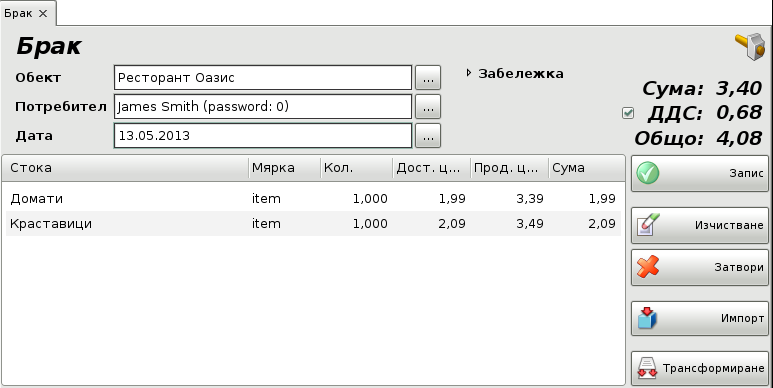 Брак
Брак
Обект Ресторант Оазис ...
Потребител James Smith (password: 0) ...
Дата 13.05.2013 ...
Забележка
Сума: 3,40
ДДС: 0,68
Общо: 4,08
Стока Мярка Кол. Дост. ц... Прод. ц... Сума
Домати item 1,000 1,99 3,39 1,99
Краставици item 1,000 2,09 3,49 2,09
Запис
Изчистване
Затвори
Импорт
Трансформиране